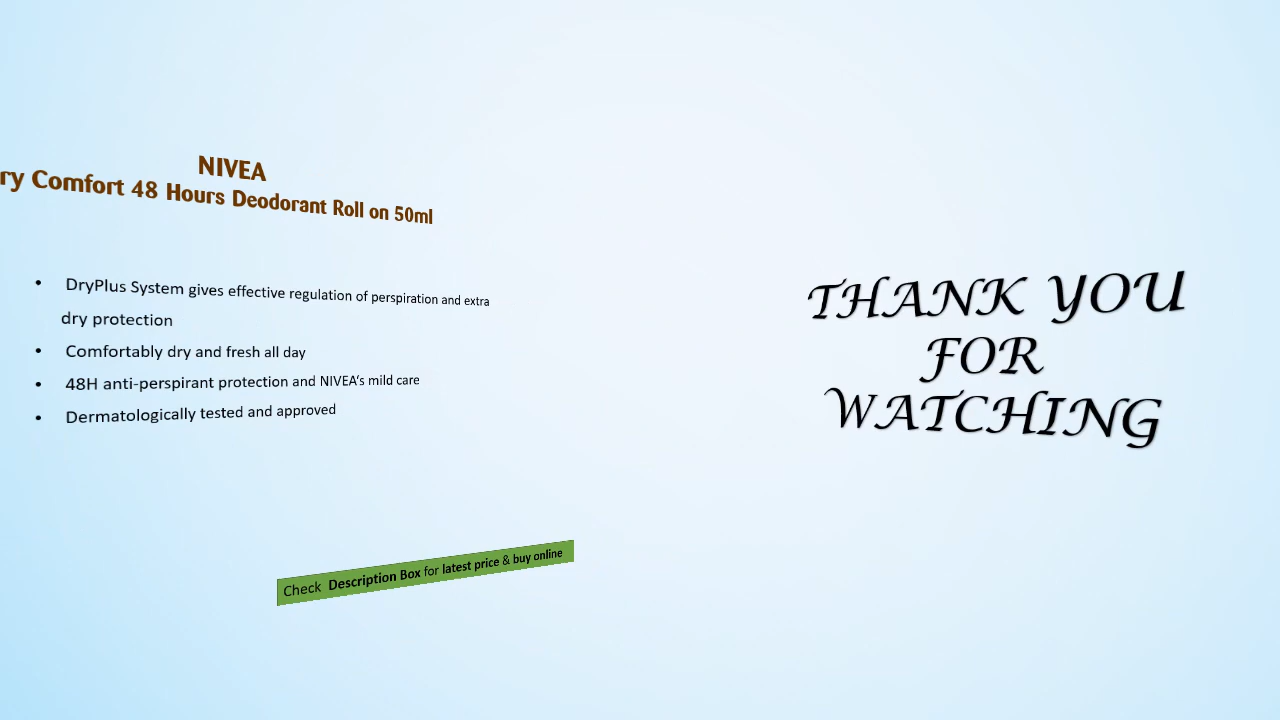 NIVEA
ry Comfort 48 Hours Deodorant Roll on 50ml
• DryPlus System gives effective regulation of perspiration and extra
dry protection
• Comfortably dry and fresh all day
• 48H anti-perspirant protection and NIVEA's mild care
• Dermatologically tested and approved
Check Description Box for latest price & buy online
THANK YOU
FOR
WATCHING